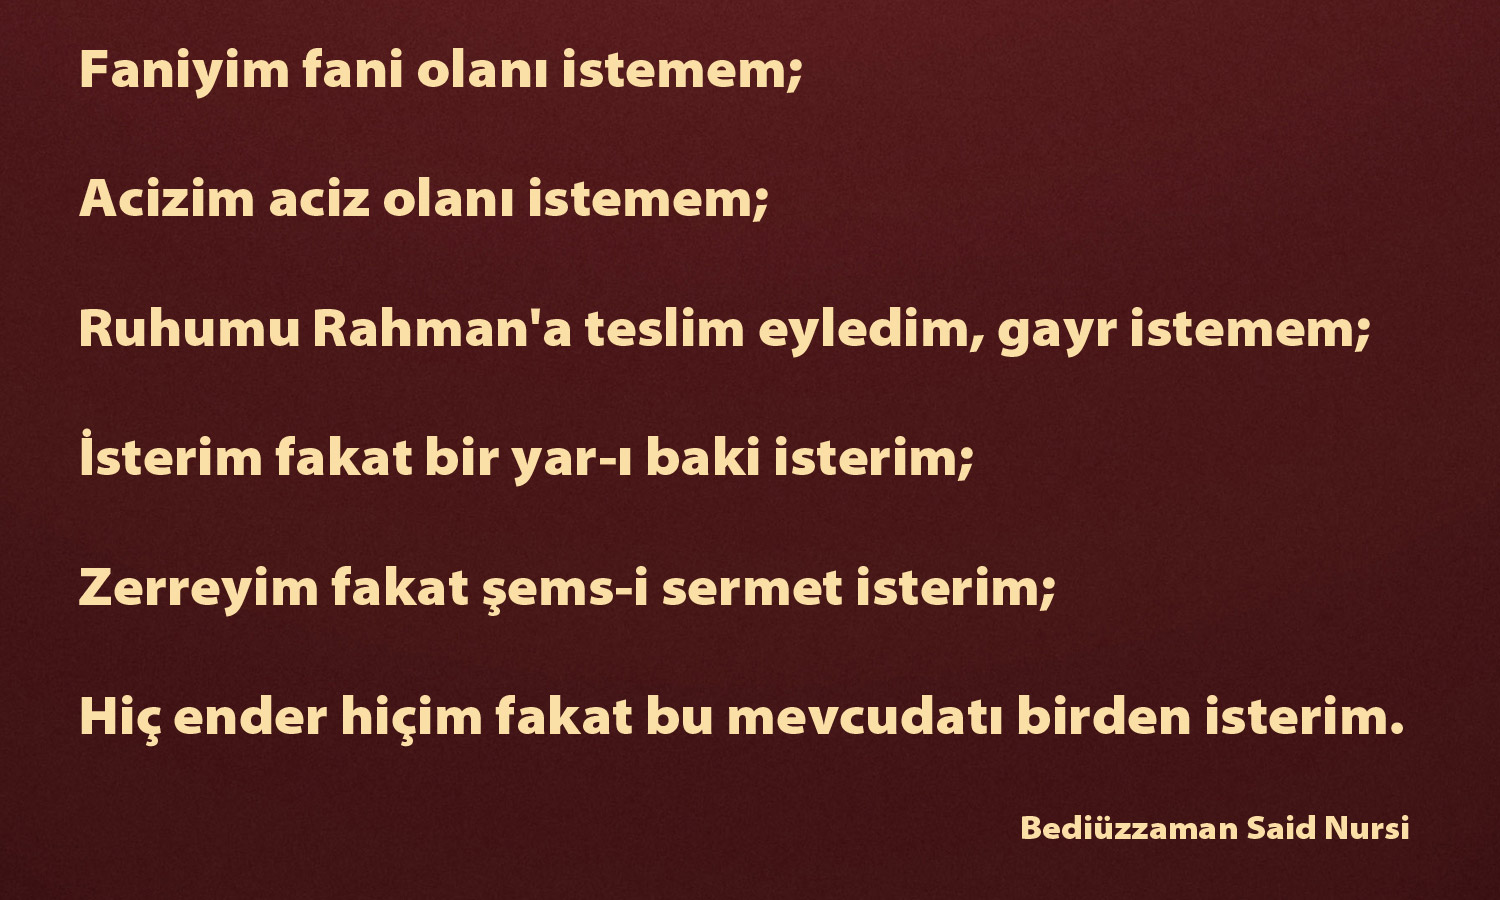 Faniyim fani olanı istemem;
Acizim aciz olanı istemem;
Ruhumu Rahman'a teslim eyledim, gayr istemem;
İsterim fakat bir yar-ı baki isterim;
Zerreyim fakat şems-i sermet isterim;
Hiç ender hiçim fakat bu mevcudatı birden isterim.
Bediüzzaman Said Nursi